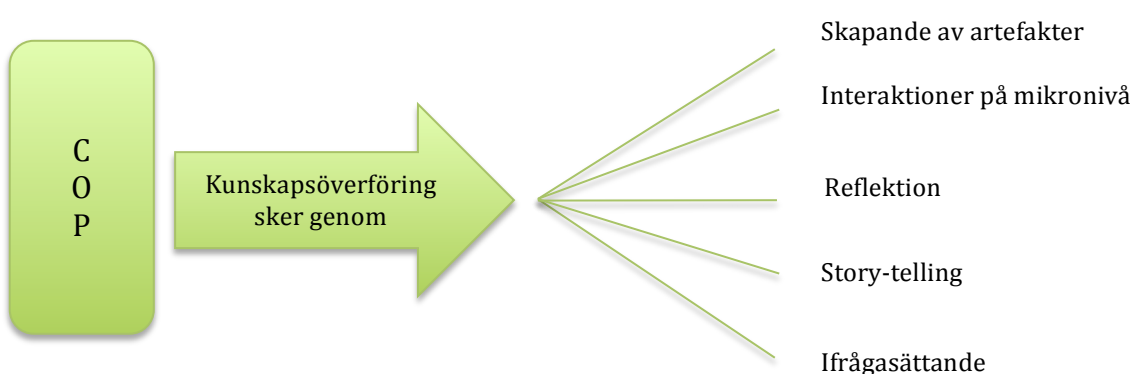 C
O
P
Kunskapsöverföring
sker genom
Skapande av artefakter
Interaktioner på mikronivå
Reflektion
Story-telling
Ifrågasättande